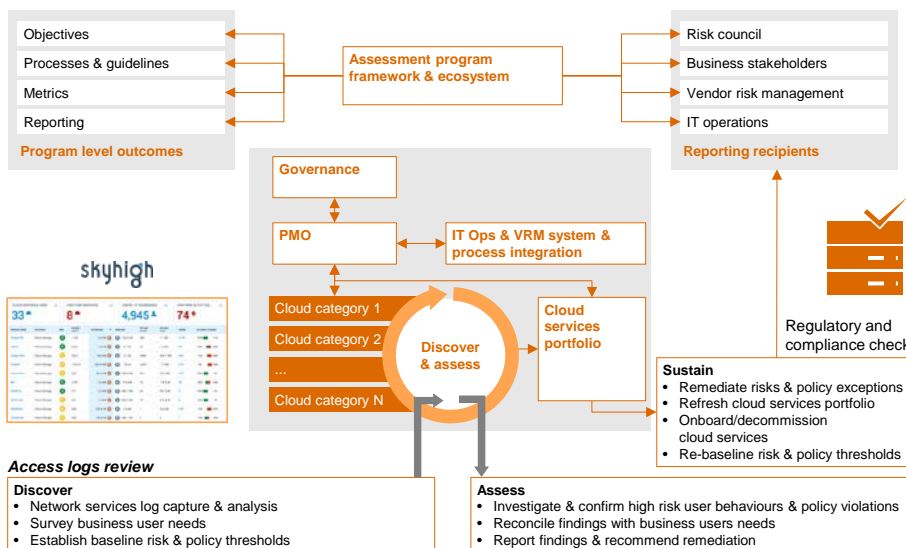 Objectives
Processes & guidelines
Metrics
Reporting
Program level outcomes
Assessment program
framework & ecosystem
Risk council
Business stakeholders
Vendor risk management
IT operations
Reporting recipients
Governance
PMO
IT Ops & VRM system &
process integration
skyhigh
33
8
4,945
74
Cloud category 1
Cloud category 2
...
Cloud category N
Discover
& assess
Cloud
services
portfolio
Regulatory and
compliance check
Sustain
• Remediate risks & policy exceptions
• Refresh cloud services portfolio
• Onboard/decommission
cloud services
• Re-baseline risk & policy thresholds
Access logs review
Discover
• Network services log capture & analysis
• Survey business user needs
• Establish baseline risk & policy thresholds
Assess
• Investigate & confirm high risk user behaviours & policy violations
• Reconcile findings with business users needs
• Report findings & recommend remediation